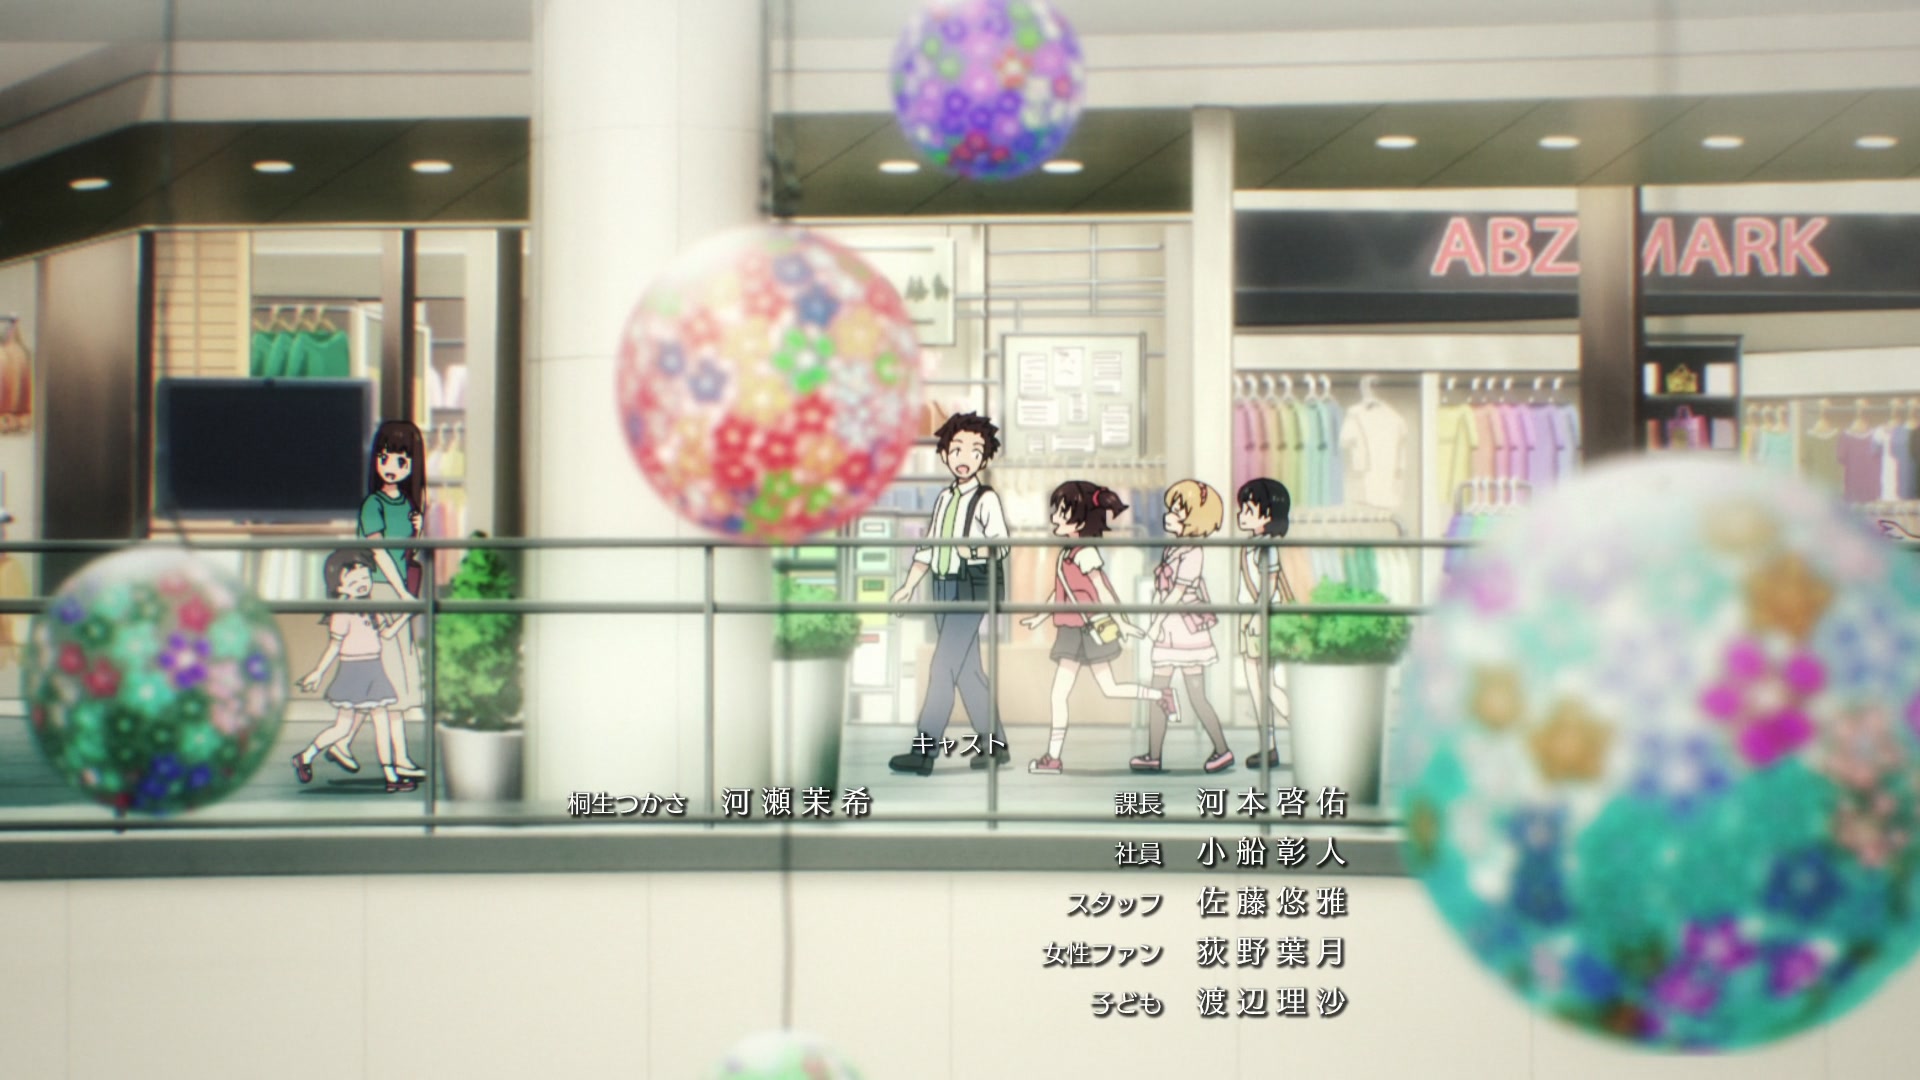 ABZ MARK
キャスト
桐生つかさ 河瀬茉希
課長 河本啓佑
社員 小船彰人
スタッフ 佐藤悠雅
女性ファン 荻野葉月
子ども 渡辺理沙